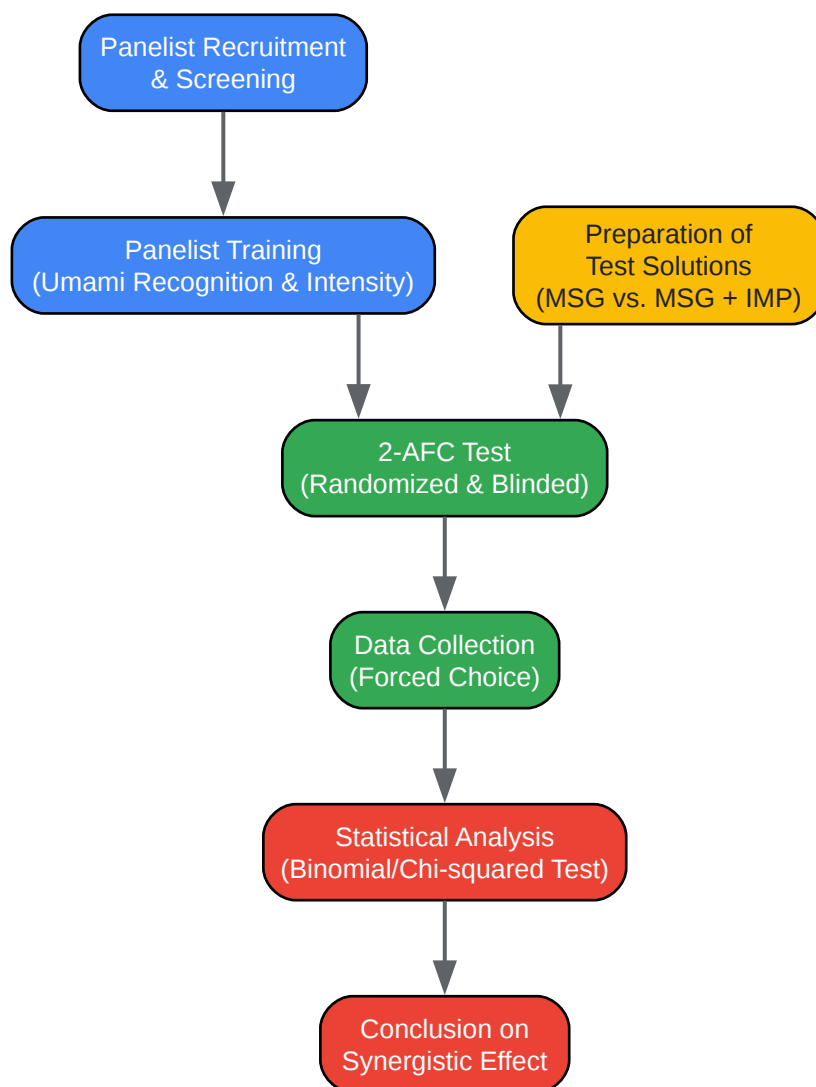 Panelist Recruitment
& Screening
Panelist Training
(Umami Recognition & Intensity)
Preparation of
Test Solutions
(MSG vs. MSG + IMP)
2-AFC Test
(Randomized & Blinded)
Data Collection
(Forced Choice)
Statistical Analysis
(Binomial/Chi-squared Test)
Conclusion on
Synergistic Effect